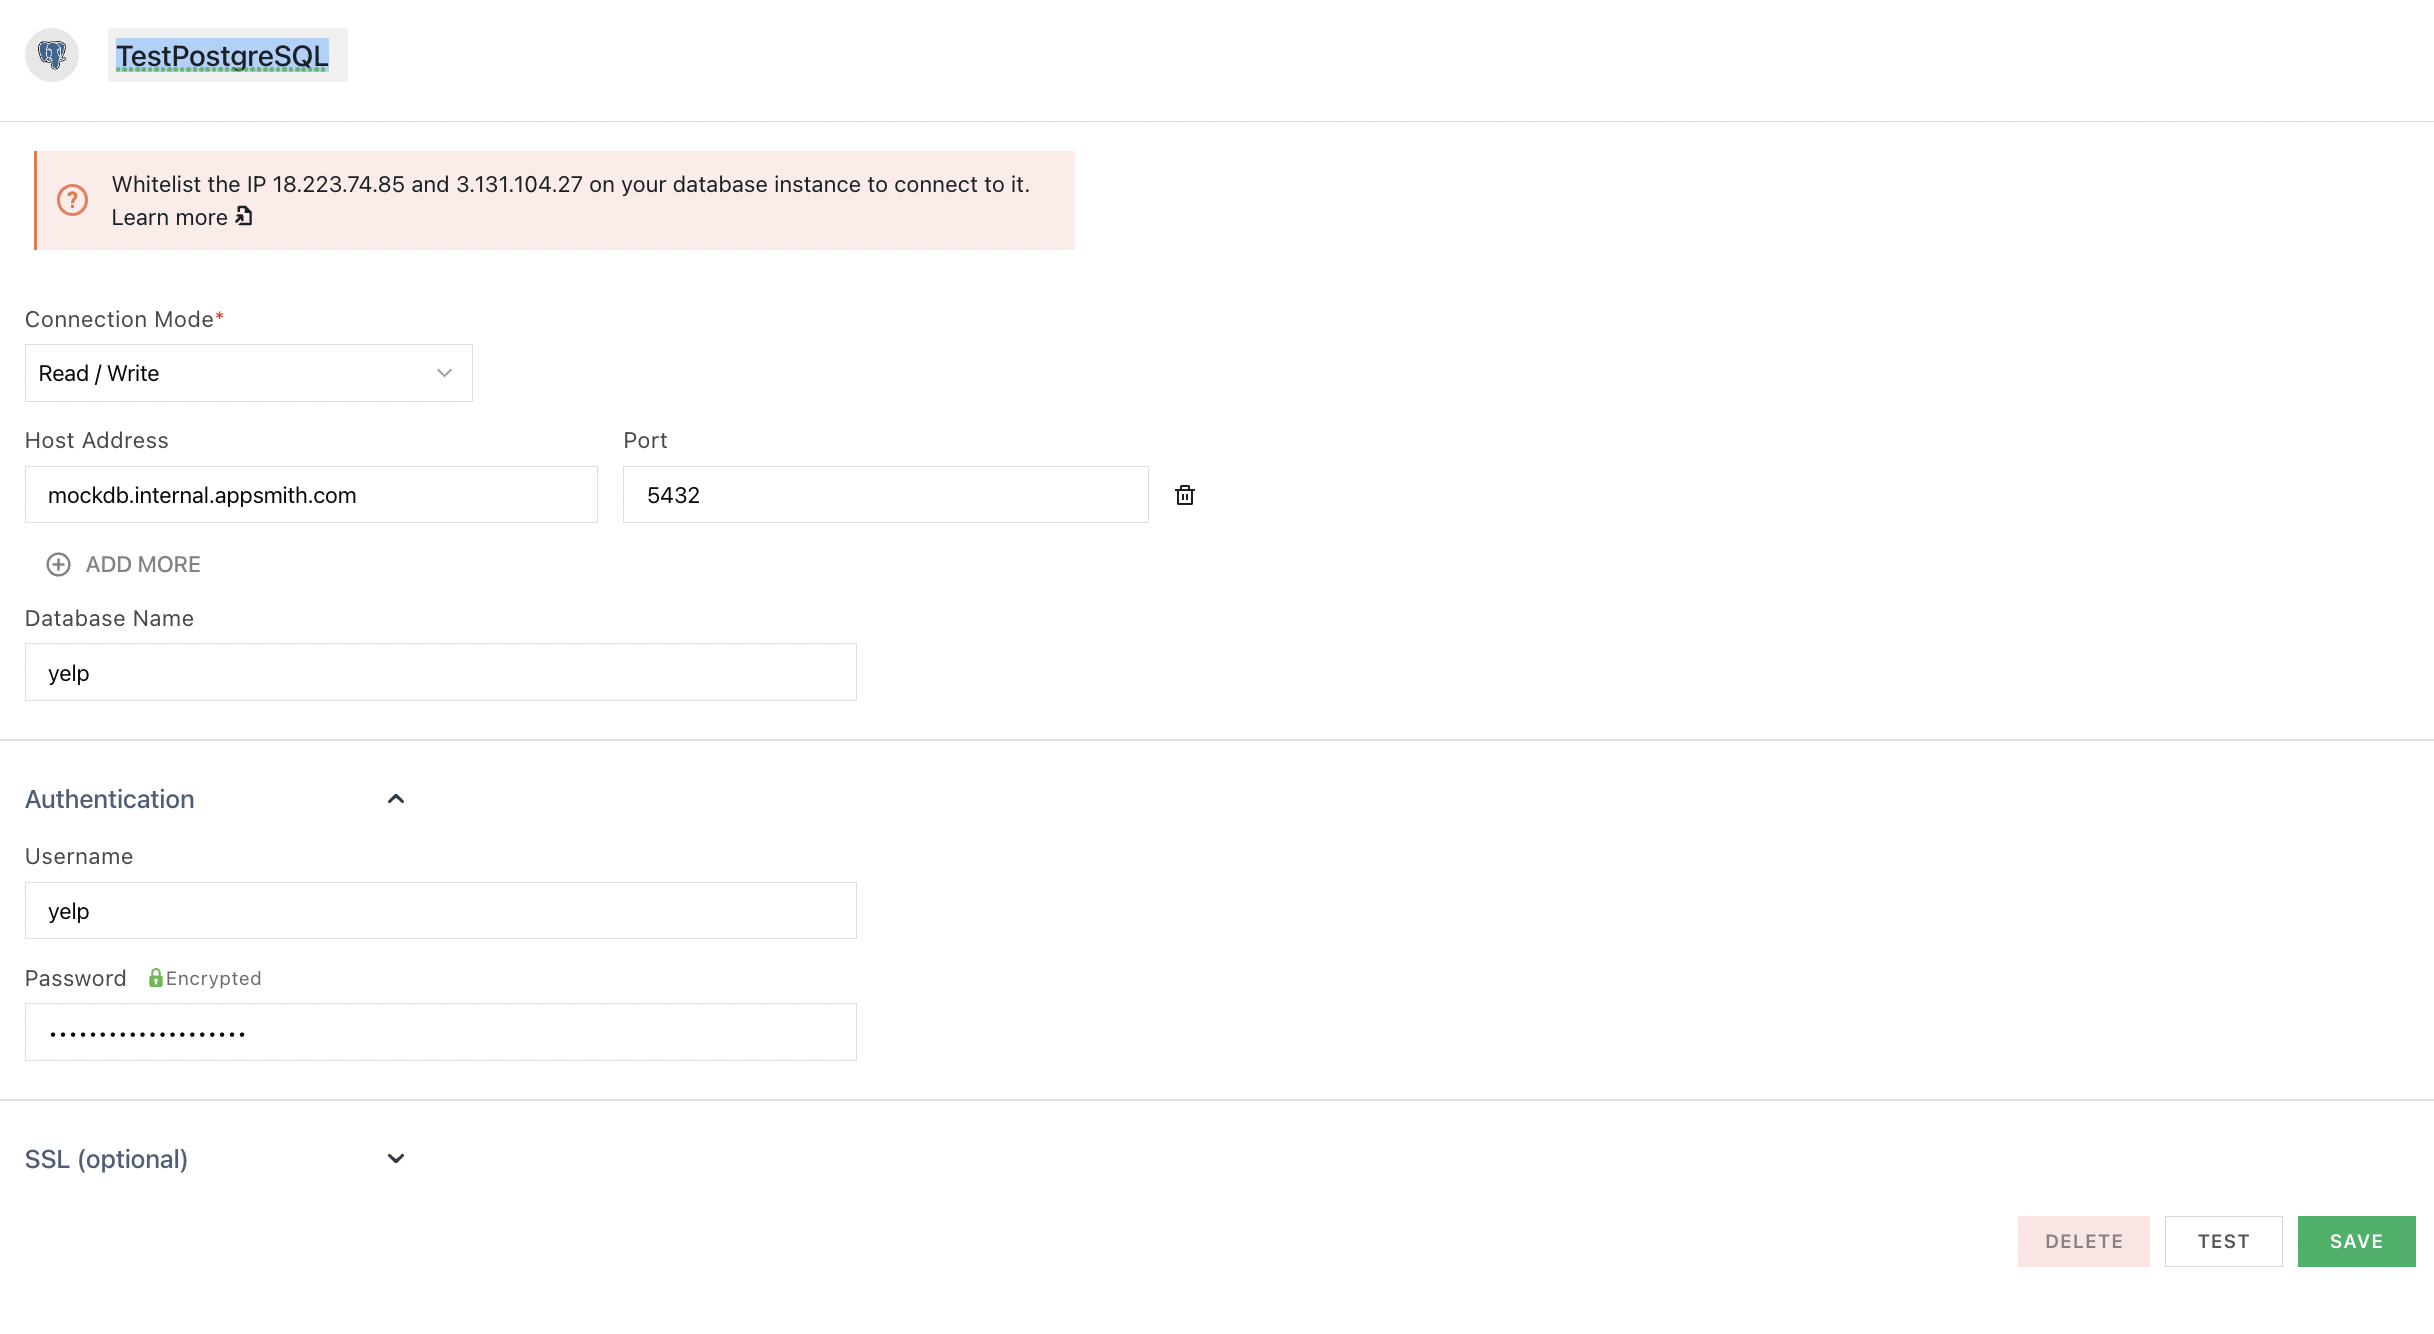 TestPostgreSQL
Whitelist the IP 18.223.74.85 and 3.131.104.27 on your database instance to connect to it.
Learn more
Connection Mode*
Read / Write
Host Address
Port
mockdb.internal.appsmith.com
5432
ADD MORE
Database Name
yelp
Authentication
Username
yelp
Password
Encrypted
••••••••••••••••••••
SSL (optional)
DELETE
TEST
SAVE